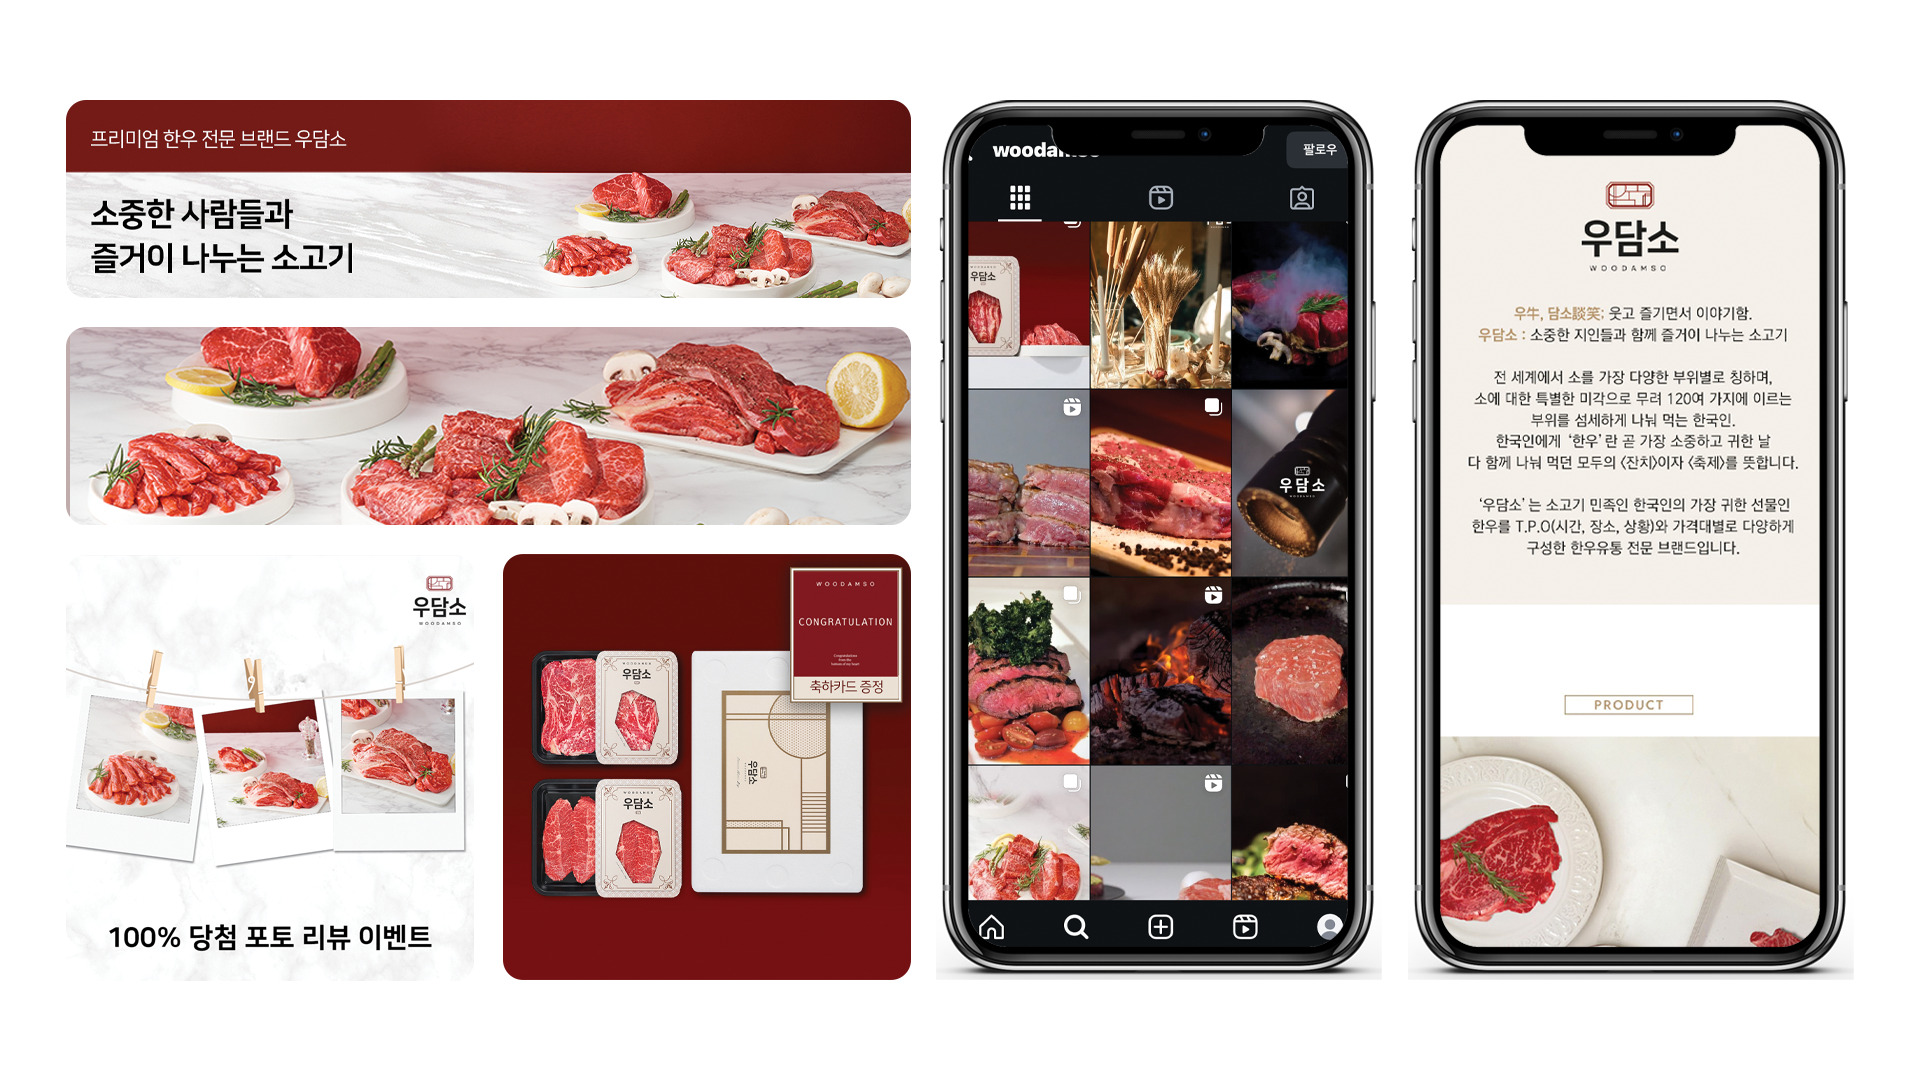 프리미엄 한우 전문 브랜드 우담소
소중한 사람들과
즐거이 나누는 소고기
우담소
WOODAMSO
100% 당첨 포토 리뷰 이벤트
WOODAMSO
CONGRATULATION
Congratulations
from the
bottom of my heart
축하카드 증정
WOODAMSO
우담소
WOODAMSO
우담소
우담소
woodamso
팔로우
우담소
우담소
WOODAMSO
우담소
WOODAMSO
우牛, 담소談笑; 웃고 즐기면서 이야기함.
우담소 : 소중한 지인들과 함께 즐거이 나누는 소고기
전 세계에서 소를 가장 다양한 부위별로 칭하며,
소에 대한 특별한 미각으로 무려 120여 가지에 이르는
부위를 섬세하게 나눠 먹는 한국인.
한국인에게 ‘한우’란 곧 가장 소중하고 귀한 날
다 함께 나눠 먹던 모두의 〈잔치〉이자 〈축제〉를 뜻합니다.
‘우담소’는 소고기 민족인 한국인의 가장 귀한 선물인
한우를 T.P.O(시간, 장소, 상황)와 가격대별로 다양하게
구성한 한우유통 전문 브랜드입니다.
PRODUCT